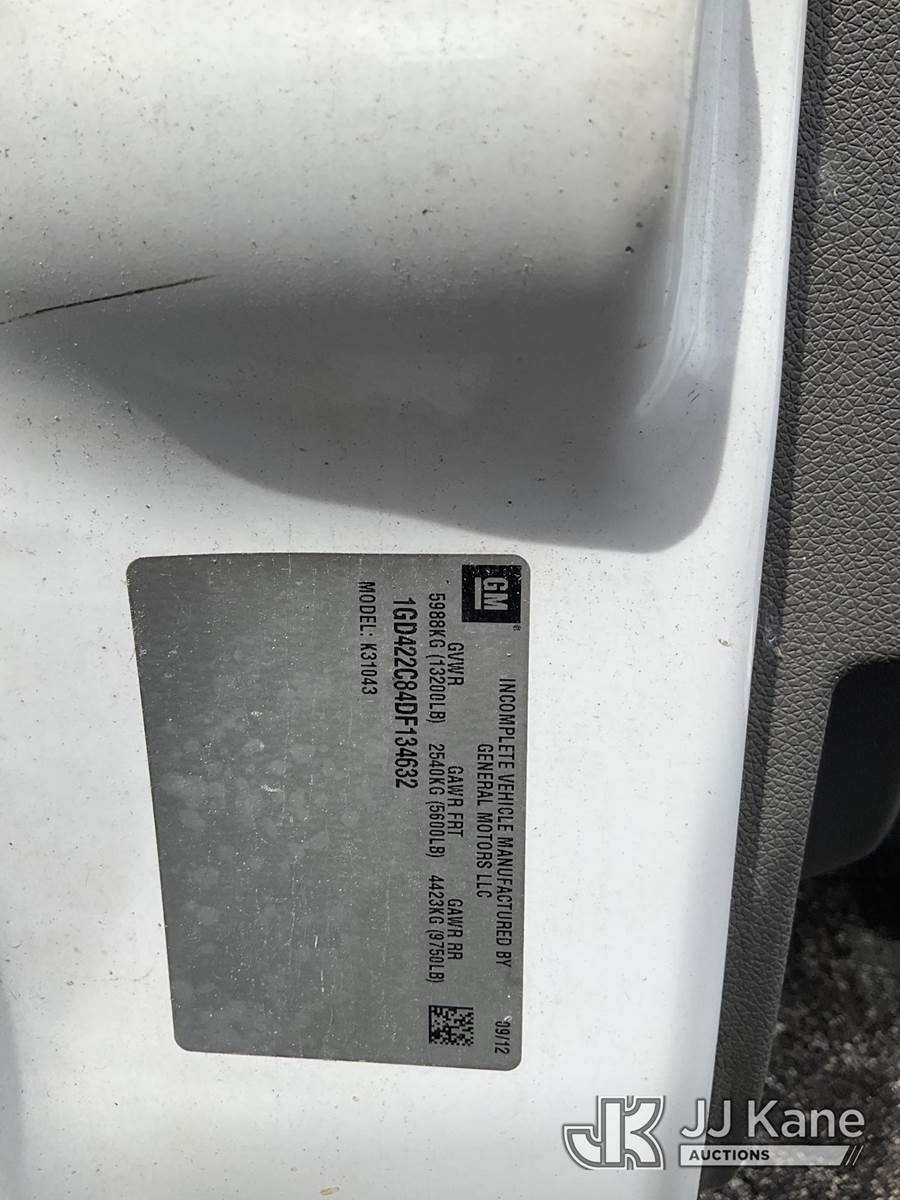 GM
INCOMPLETE VEHICLE MANUFACTURED BY
GENERAL MOTORS LLC
09/12
GVWR GAWR FRT GAWR RR
5988KG (13200LB) 2540KG (5600LB) 4423KG (9750LB)
1GD422C84DF134632
MODEL: K31043
JK JJ Kane
AUCTIONS